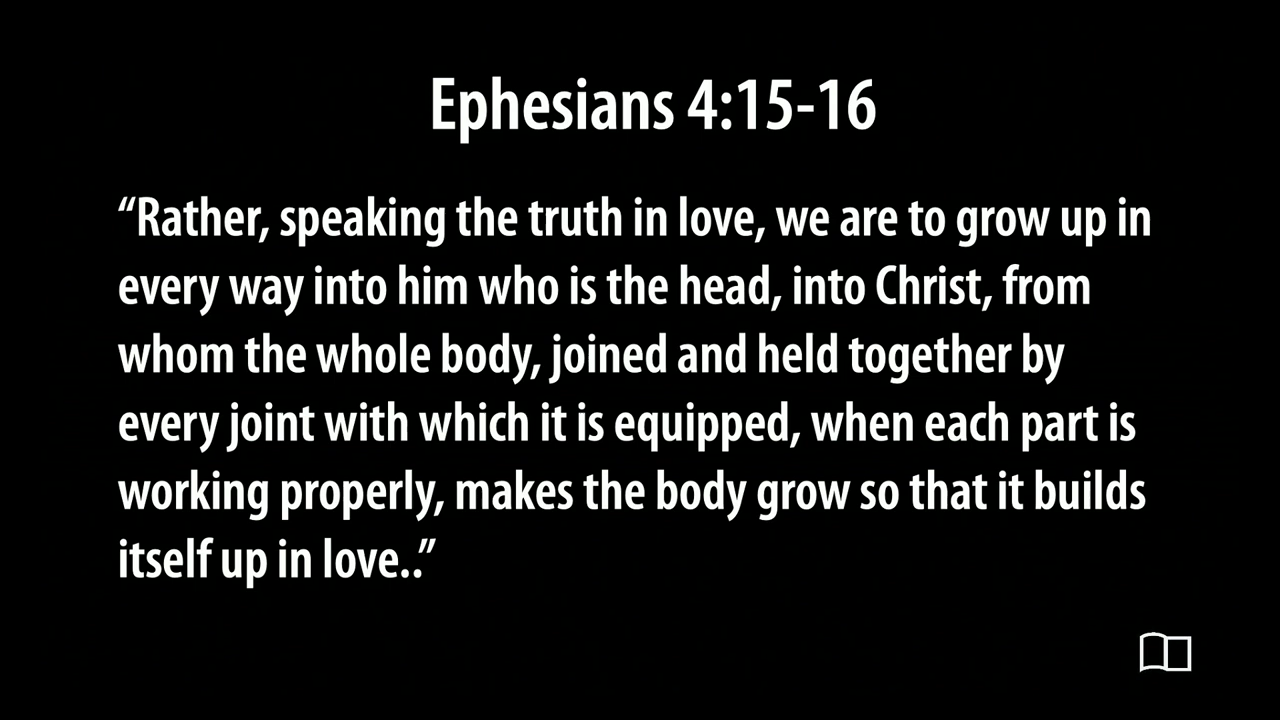 Ephesians 4:15-16
“Rather, speaking the truth in love, we are to grow up in
every way into him who is the head, into Christ, from
whom the whole body, joined and held together by
every joint with which it is equipped, when each part is
working properly, makes the body grow so that it builds
itself up in love..”